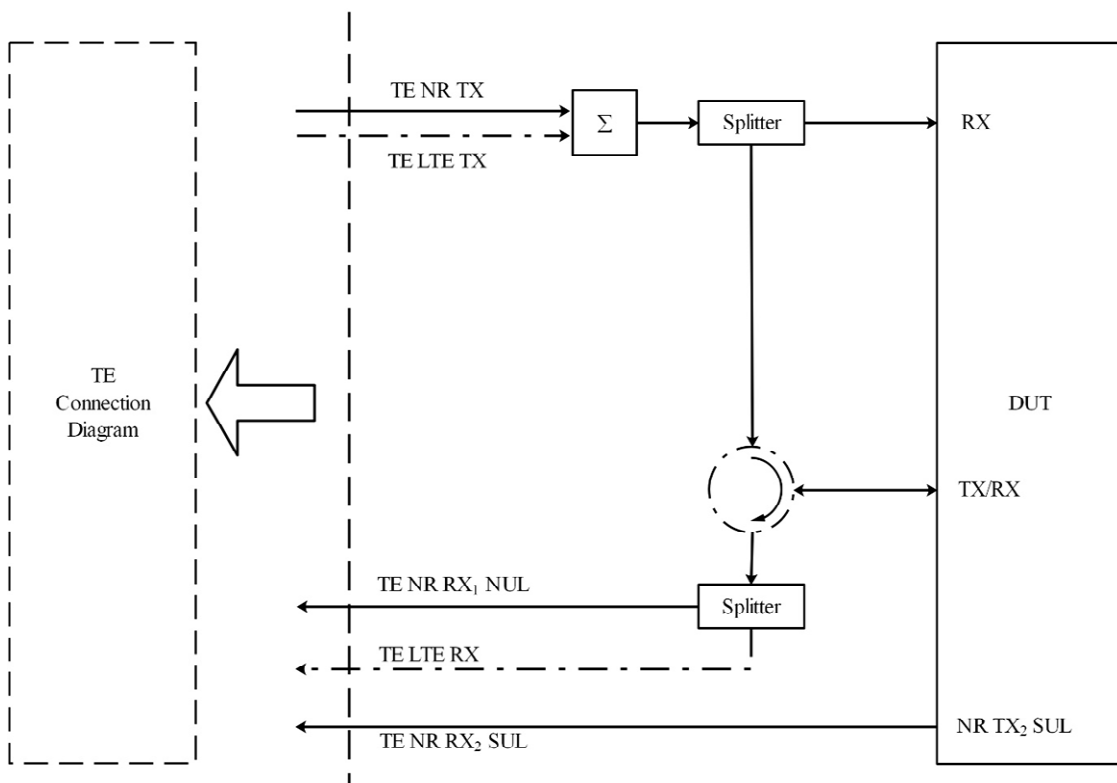 TE NR TX
TE LTE TX
Σ
Splitter
RX
TE
Connection
Diagram
DUT
TX/RX
TE NR RX₁ NUL
Splitter
TE LTE RX
TE NR RX₂ SUL
NR TX₂ SUL